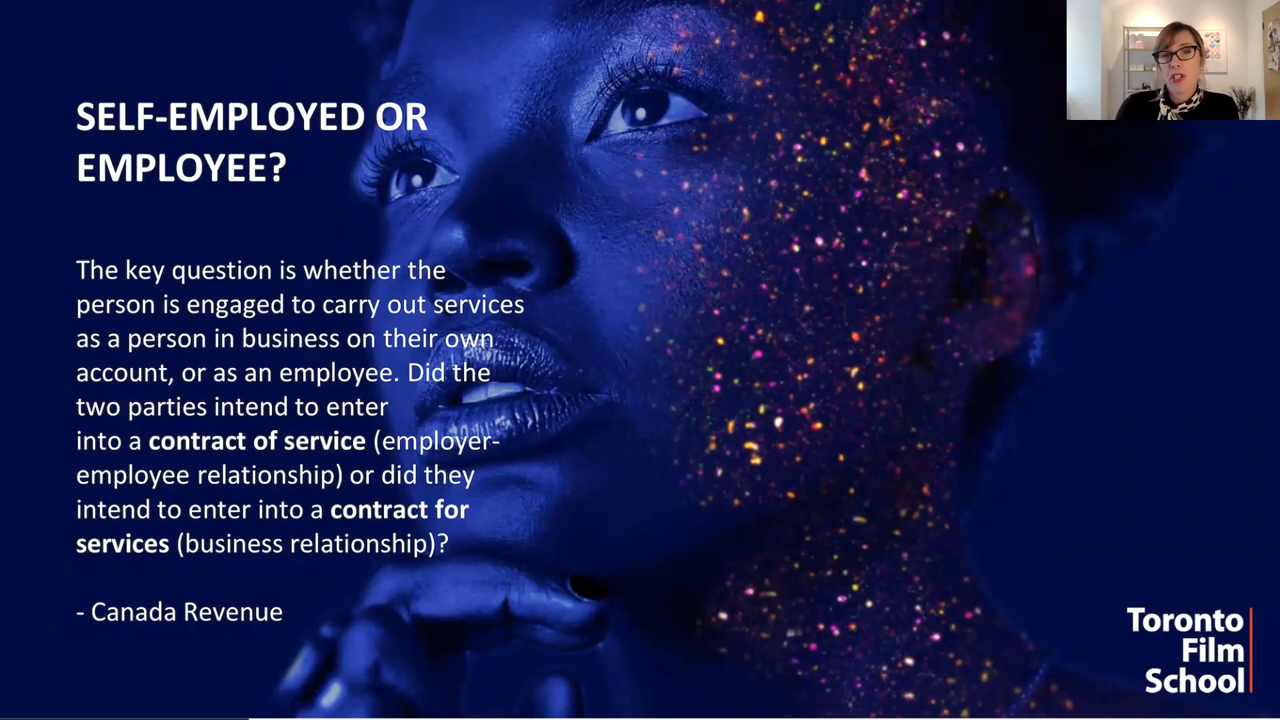 SELF-EMPLOYED OR
EMPLOYEE?
The key question is whether the
person is engaged to carry out services
as a person in business on their own
account, or as an employee. Did the
two parties intend to enter
into a contract of service (employer-
employee relationship) or did they
intend to enter into a contract for
services (business relationship)?
- Canada Revenue
Toronto
Film
School